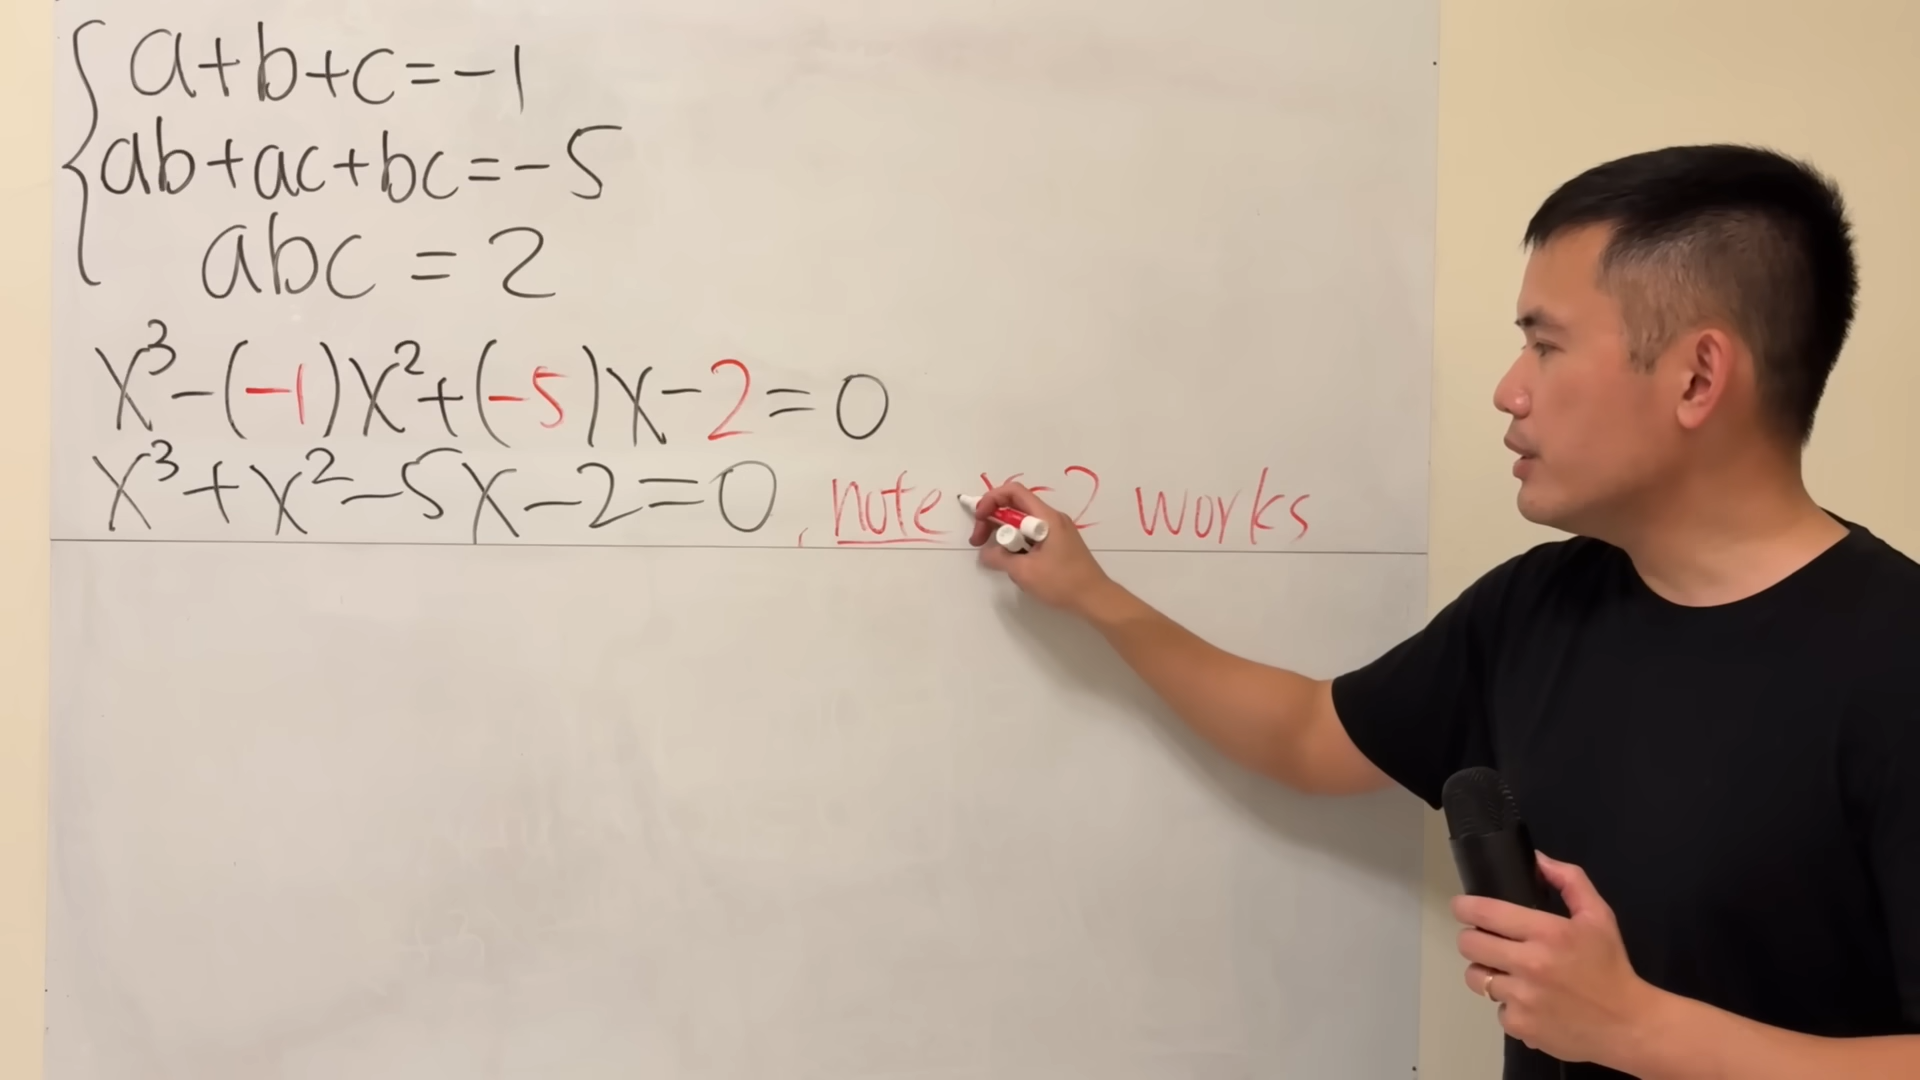 a+b+c=-1
ab+ac+bc=-5
abc=2
x³-(-1)x²+(-5)x-2=0
x³+x²-5x-2=0, note x=2 works